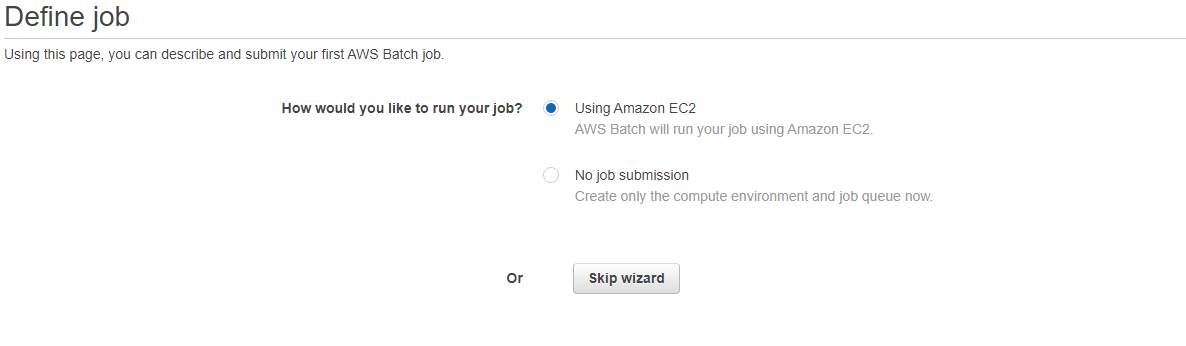 Define job
Using this page, you can describe and submit your first AWS Batch job.
How would you like to run your job?
Using Amazon EC2
AWS Batch will run your job using Amazon EC2.
No job submission
Create only the compute environment and job queue now.
Or
Skip wizard